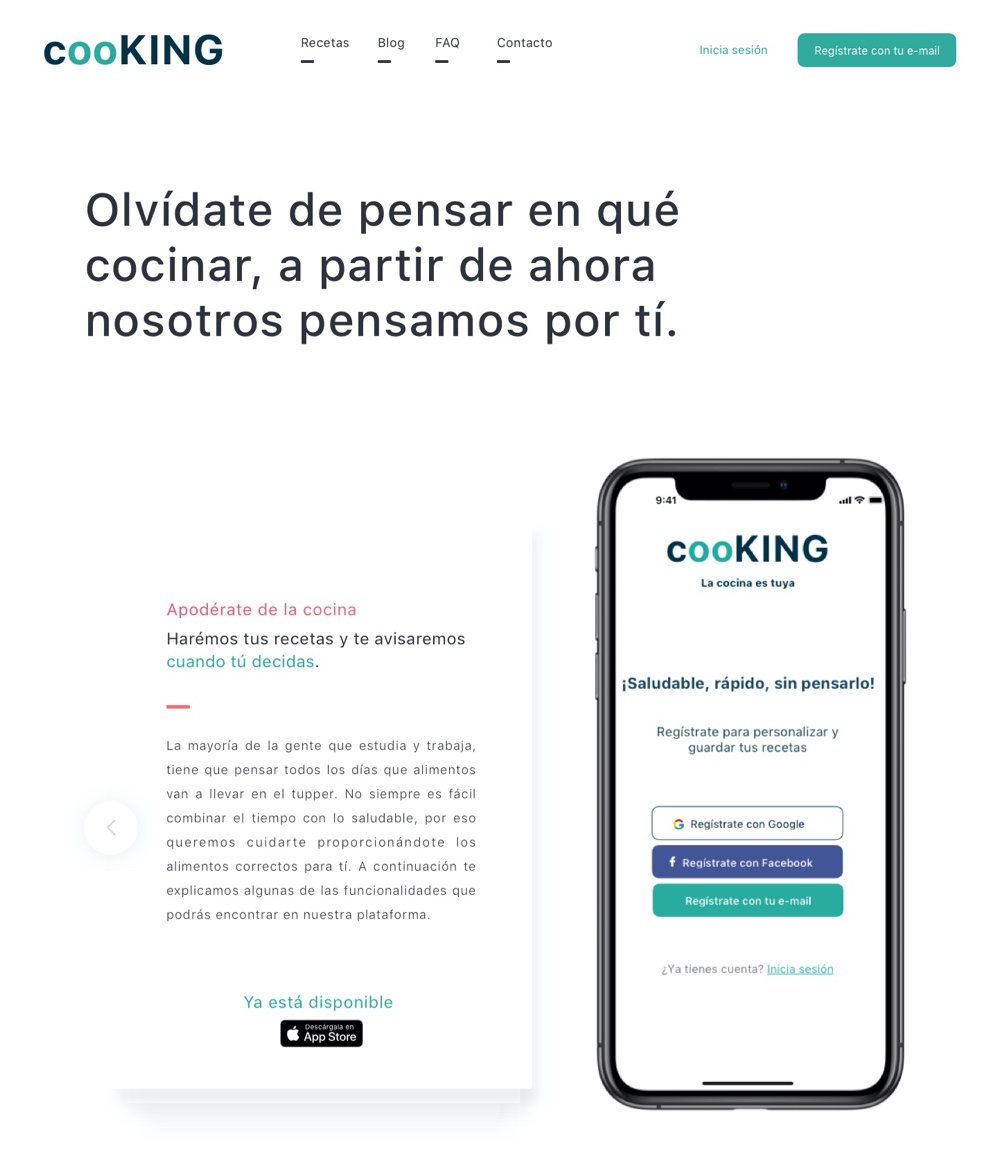 cooKING
Recetas
Blog
FAQ
Contacto
Inicia sesión
Regístrate con tu e-mail
Olvídate de pensar en qué
cocinar, a partir de ahora
nosotros pensamos por tí.
Apodérate de la cocina
Harémos tus recetas y te avisaremos
cuando tú decidas.
La mayoría de la gente que estudia y trabaja,
tiene que pensar todos los días que alimentos
van a llevar en el tupper. No siempre es fácil
combinar el tiempo con lo saludable, por eso
queremos cuidarte proporcionándote los
alimentos correctos para tí. A continuación te
explicamos algunas de las funcionalidades que
podrás encontrar en nuestra plataforma.
Ya está disponible
Descárgala en
App Store
9:41
cooKING
La cocina es tuya
¡Saludable, rápido, sin pensarlo!
Regístrate para personalizar y
guardar tus recetas
Regístrate con Google
Regístrate con Facebook
Regístrate con tu e-mail
¿Ya tienes cuenta? Inicia sesión